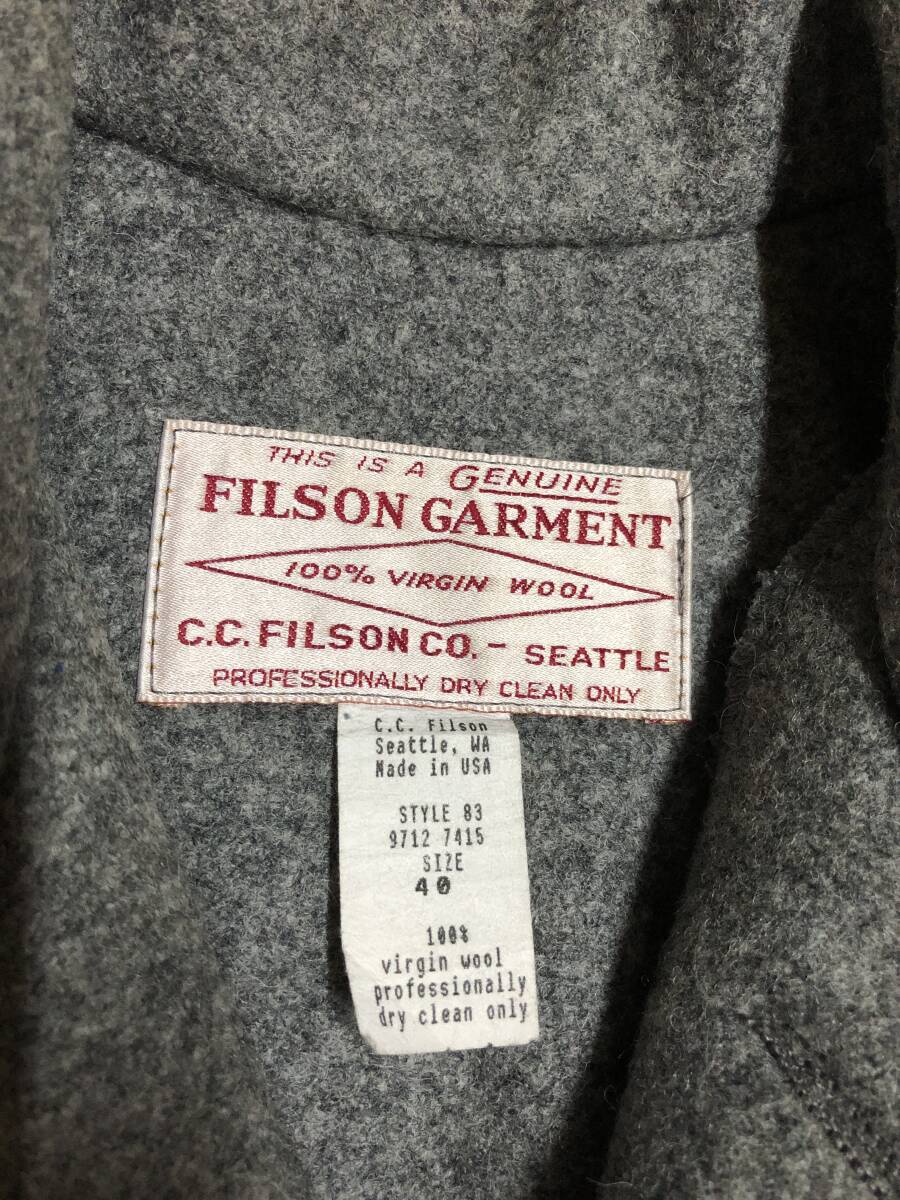 THIS IS A GENUINE
FILSON GARMENT
100% VIRGIN WOOL
C.C. FILSON CO. - SEATTLE
PROFESSIONALLY DRY CLEAN ONLY
C.C. Filson
Seattle, WA
Made in USA
STYLE 83
9712 7415
SIZE
40
100%
virgin wool
professionally
dry clean only